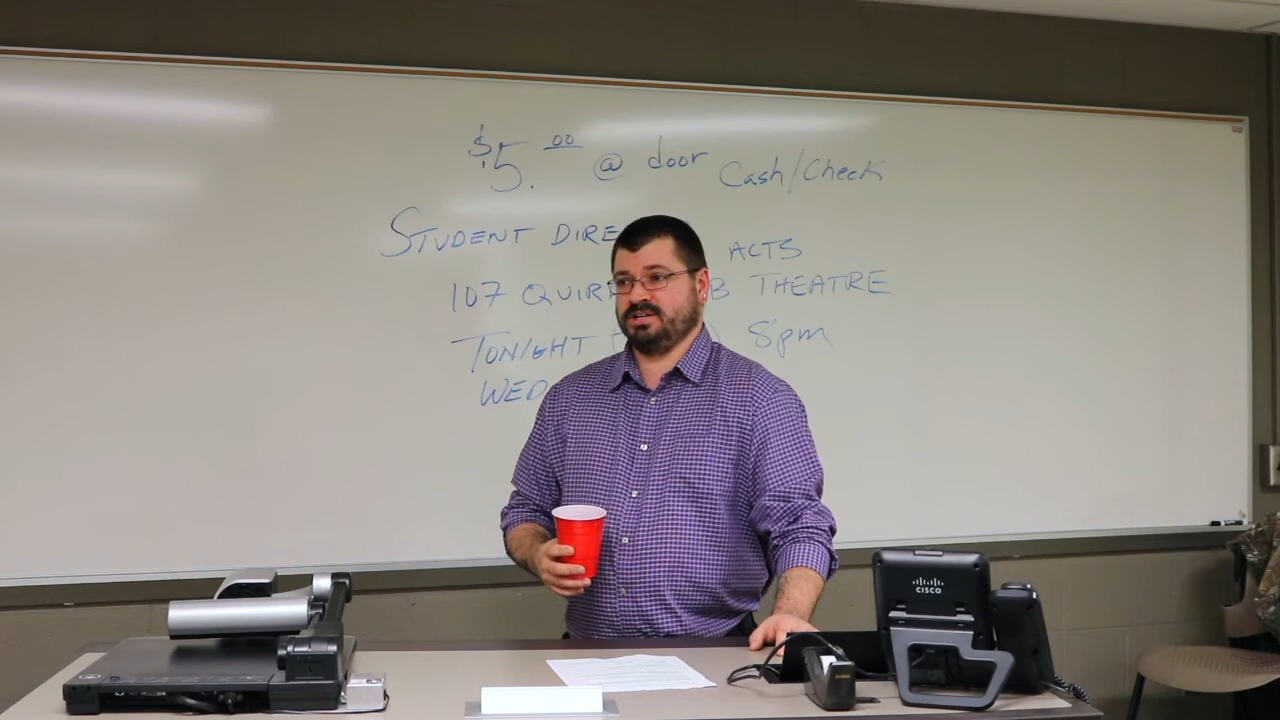 $5.00 @ door Cash/Check
STUDENT DIRE ACTS
107 QUIR B THEATRE
TONIGHT 8pm
WED
CISCO